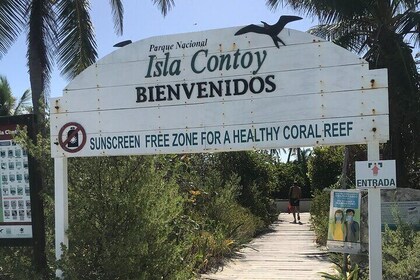 Parque Nacional
Isla Contoy
BIENVENIDOS
SUNSCREEN FREE ZONE FOR A HEALTHY CORAL REEF
ENTRADA